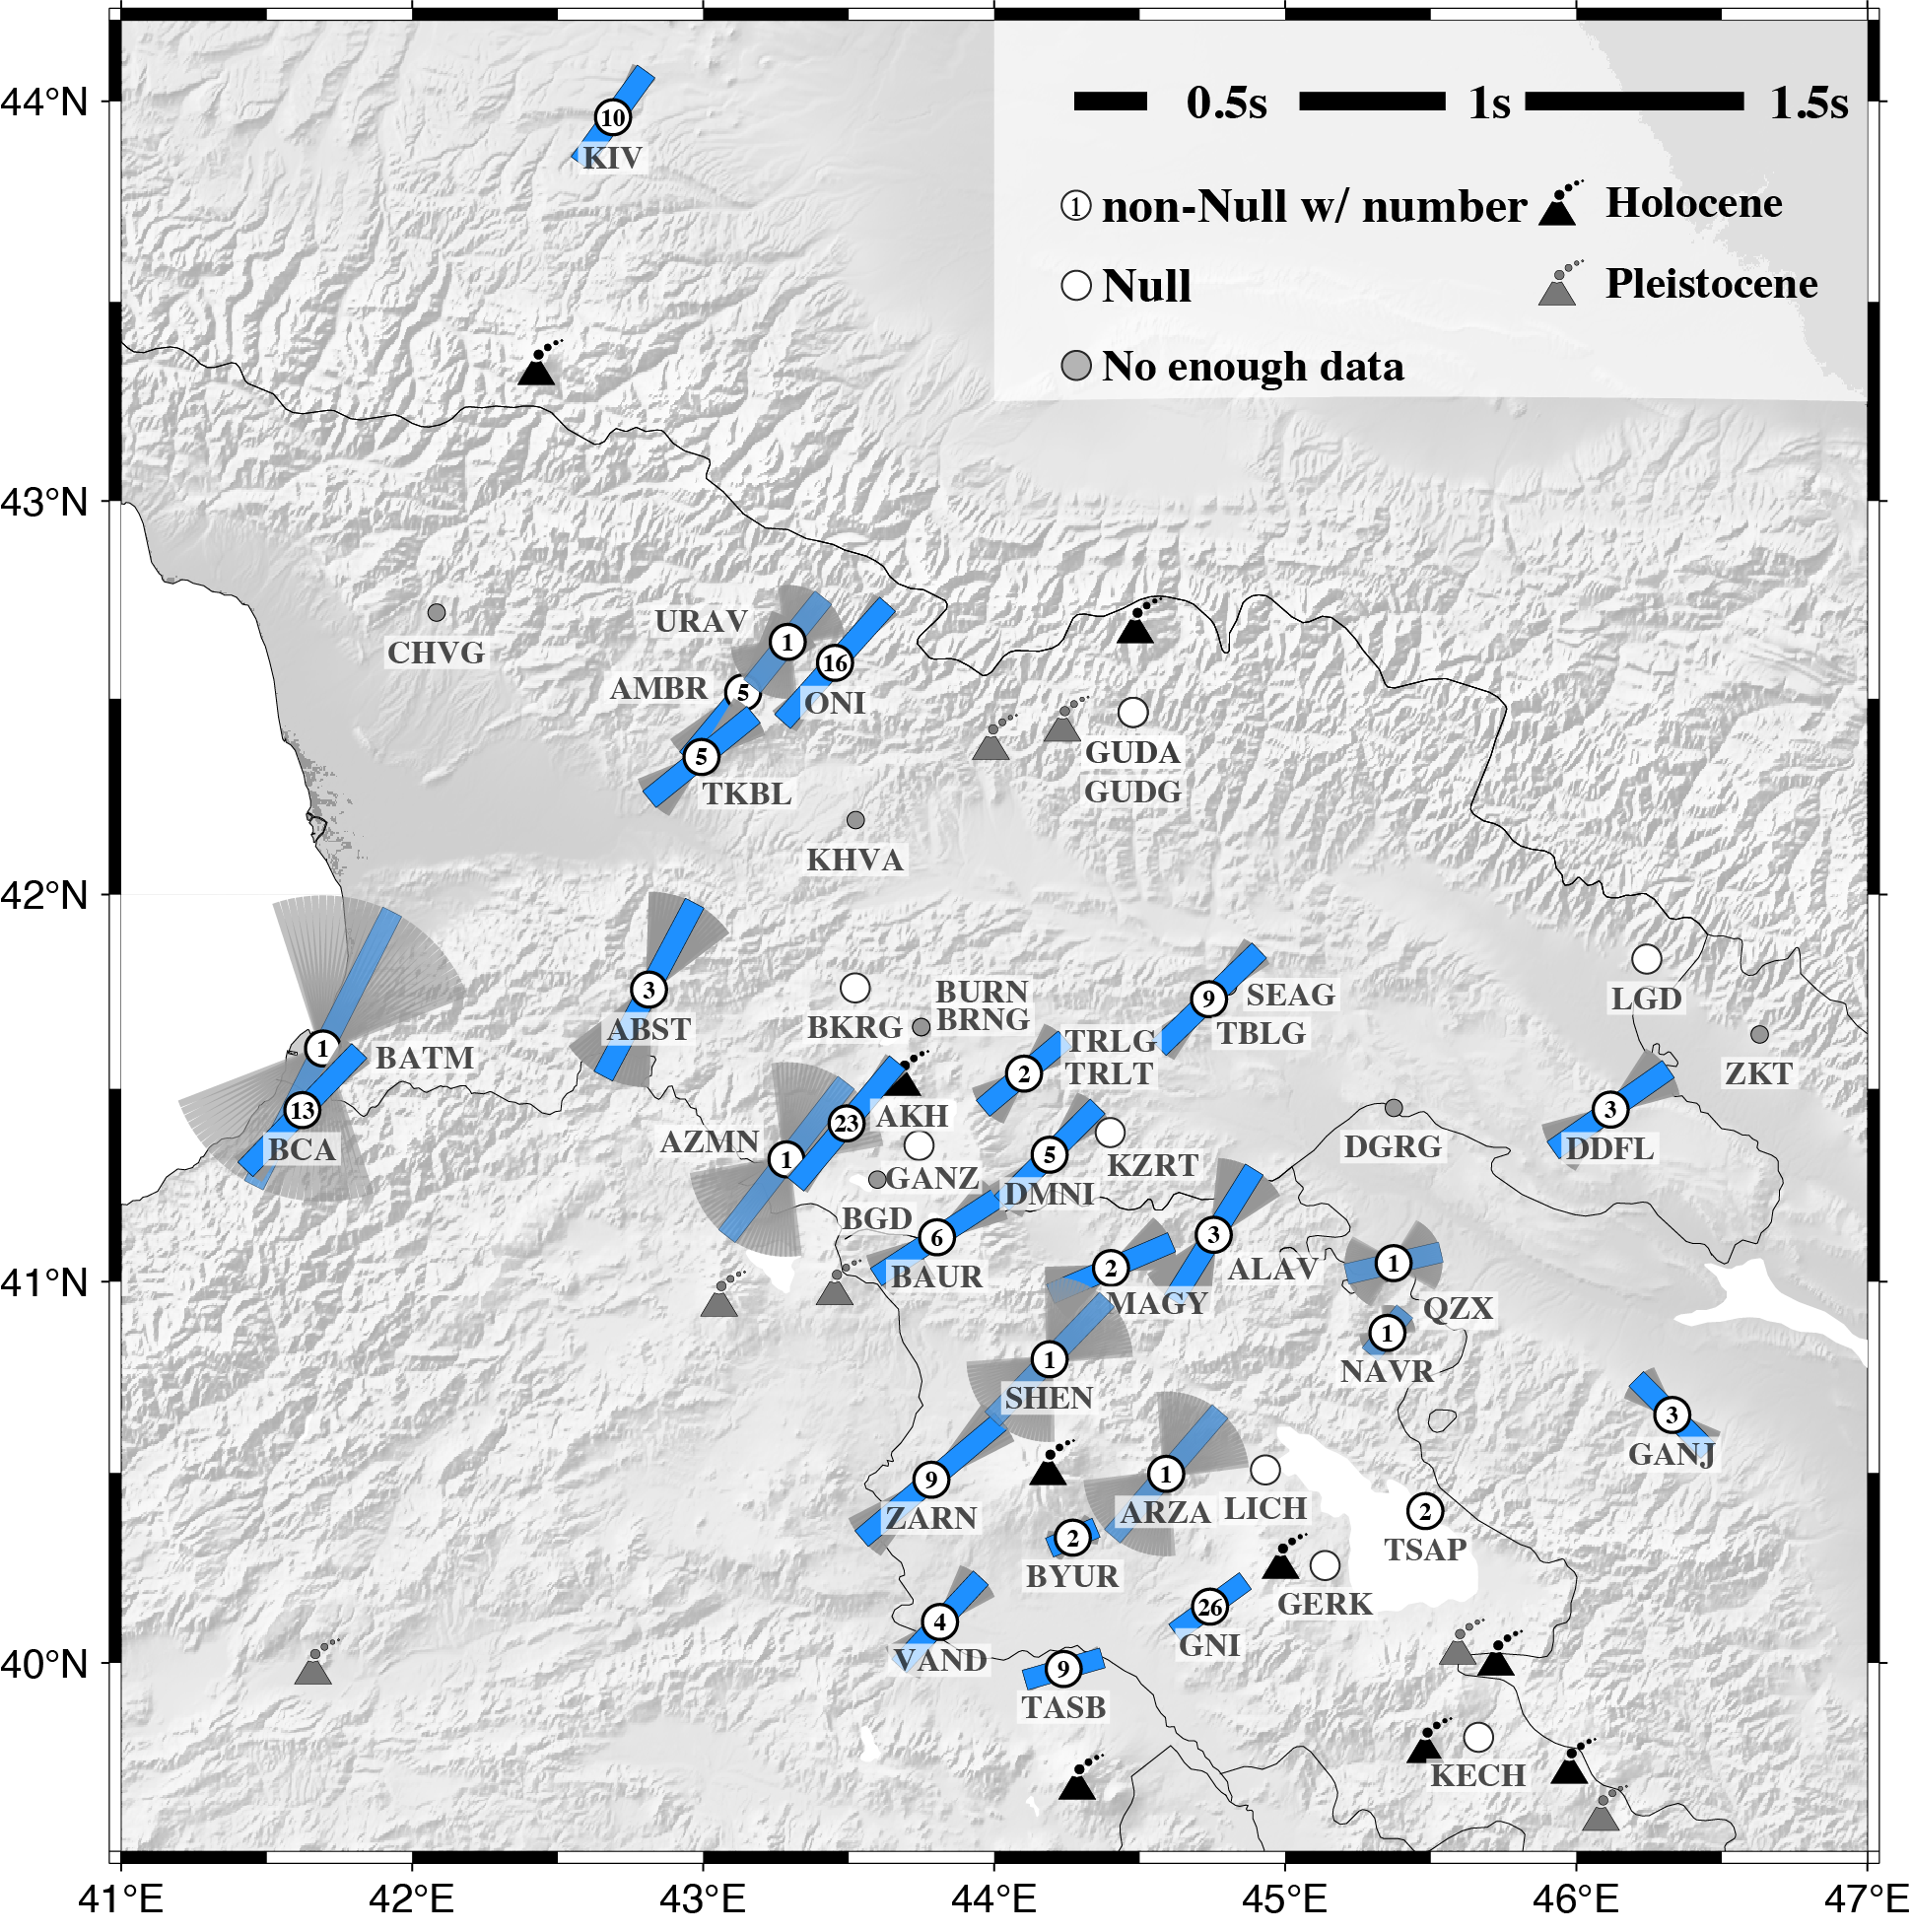 44°N
43°N
42°N
41°N
40°N
41°E
42°E
43°E
44°E
45°E
46°E
47°E
0.5s
1s
1.5s
1 non-Null w/ number
Holocene
Null
Pleistocene
No enough data
10
KIV
CHVG
URAV
1
16
AMBR
5
ONI
5
TKBL
GUDA
GUDG
KHVA
LGD
ZKT
3
ABST
BKRG
BURN
BRNG
9
SEAG
TBLG
1
BATM
13
BCA
2
TRLG
TRLT
AKH
23
AZMN
1
GANZ
5
KZRT
DMNI
DGRG
3
DDFL
BGD
6
BAUR
2
MAGY
3
ALAV
1
QZX
1
NAVR
1
SHEN
3
GANJ
9
ZARN
1
ARZA
LICH
2
TSAP
2
BYUR
GERK
26
GNI
4
VAND
9
TASB
KECH